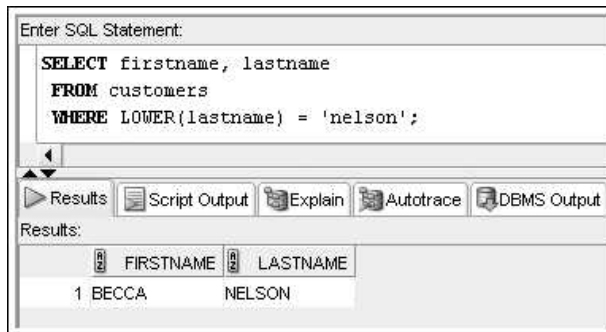 Enter SQL Statement:
SELECT firstname, lastname
FROM customers
WHERE LOWER(lastname) = 'nelson';
Results Script Output Explain Autotrace DBMS Output
Results:
FIRSTNAME LASTNAME
1 BECCA NELSON